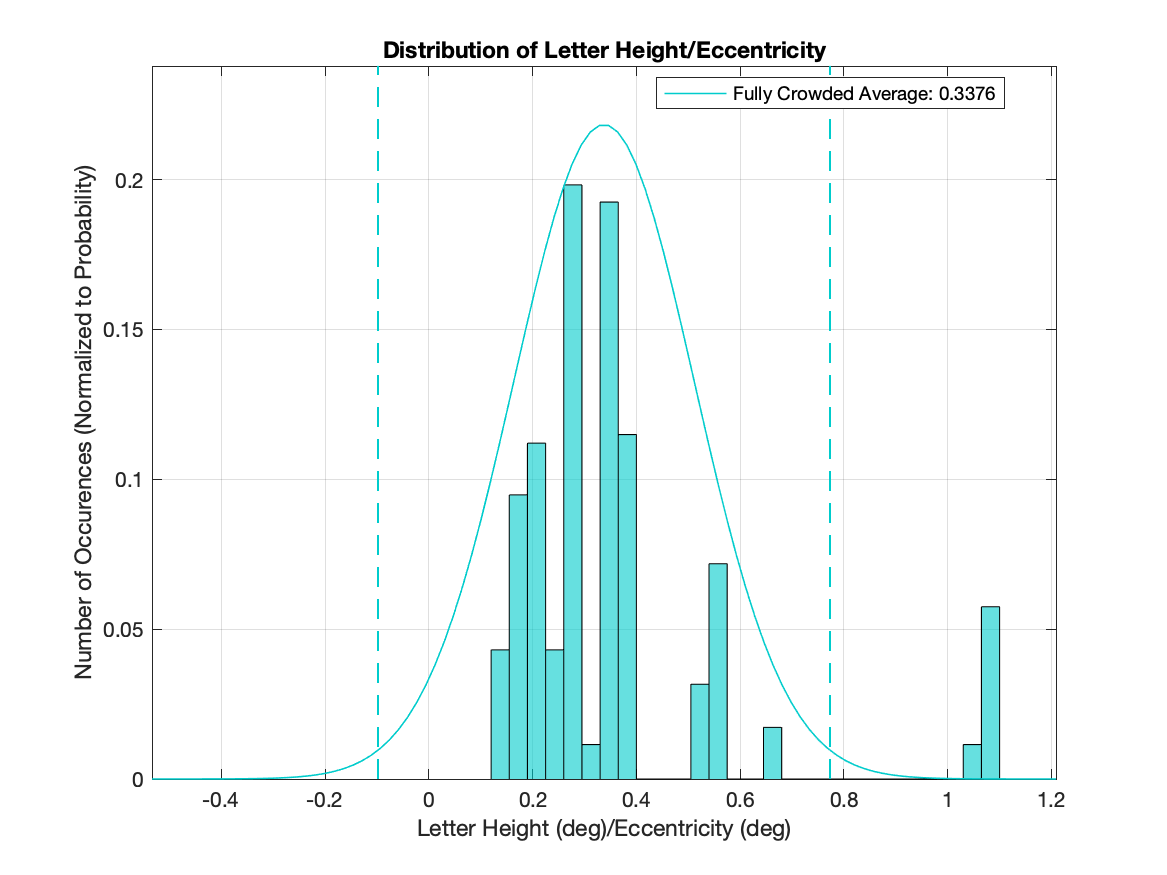 Distribution of Letter Height/Eccentricity
Fully Crowded Average: 0.3376
Number of Occurences (Normalized to Probability)
0.2
0.15
0.1
0.05
0
-0.4 -0.2 0 0.2 0.4 0.6 0.8 1 1.2
Letter Height (deg)/Eccentricity (deg)